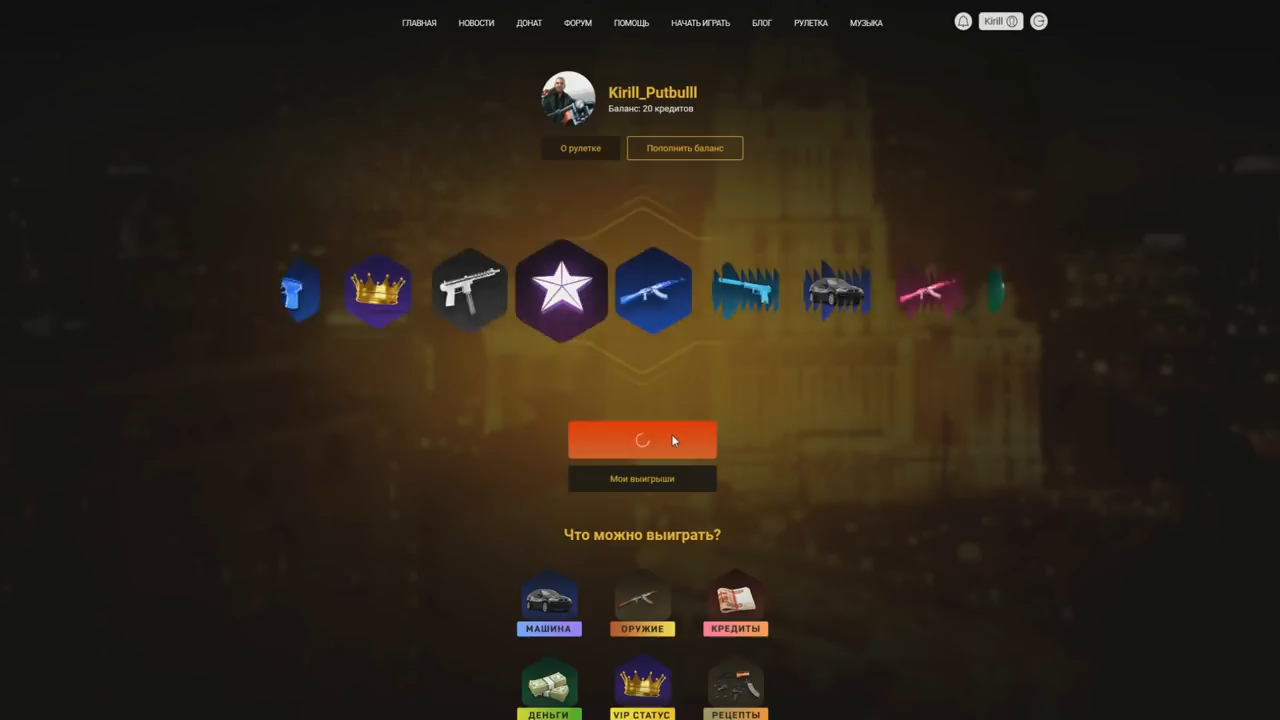 ГЛАВНАЯ НОВОСТИ ДОНАТ ФОРУМ ПОМОЩЬ НАЧАТЬ ИГРАТЬ БЛОГ РУЛЕТКА МУЗЫКА Kirill
Kirill_Putbulll
Баланс: 20 кредитов
О рулетке Пополнить баланс
Мои выигрыши
Что можно выиграть?
МАШИНА ОРУЖИЕ КРЕДИТЫ
ДЕНЬГИ VIP СТАТУС РЕЦЕПТЫ